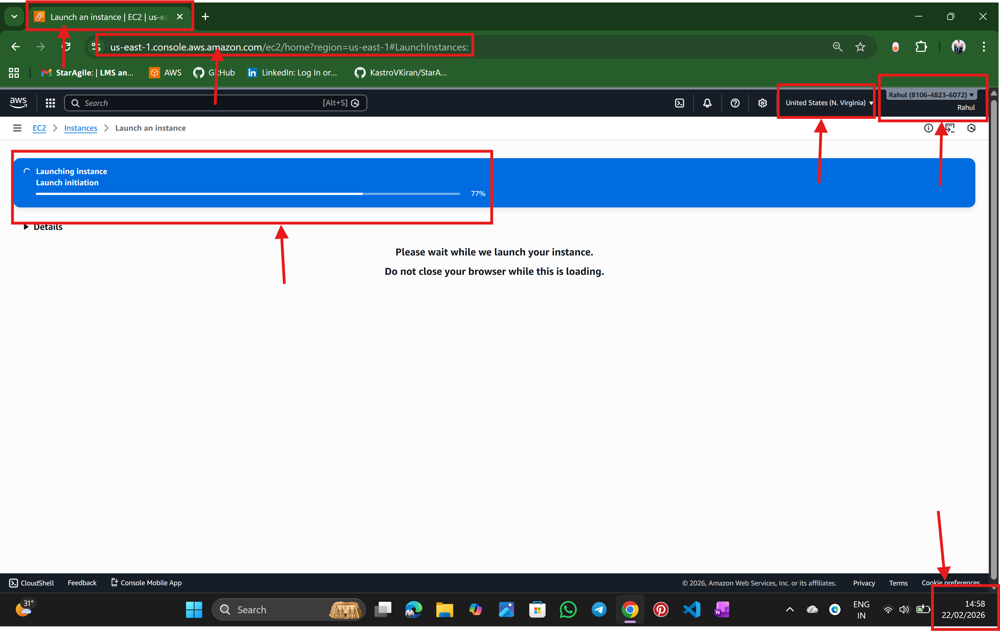 Launch an instance | EC2 | us-ea
us-east-1.console.aws.amazon.com/ec2/home?region=us-east-1#LaunchInstances:
StarAgile: | LMS an...
AWS
GitHub
LinkedIn: Log In or...
KastroVKiran/StarA...
aws
Search
[Alt+S]
United States (N. Virginia)
Rahul (8106-4823-6072)
Rahul
EC2
Instances
Launch an instance
Launching instance
Launch initiation
77%
Details
Please wait while we launch your instance.
Do not close your browser while this is loading.
CloudShell
Feedback
Console Mobile App
© 2026, Amazon Web Services, Inc. or its affiliates.
Privacy
Terms
Cookie preferences
31°
Search
ENG
IN
14:58
22/02/2026